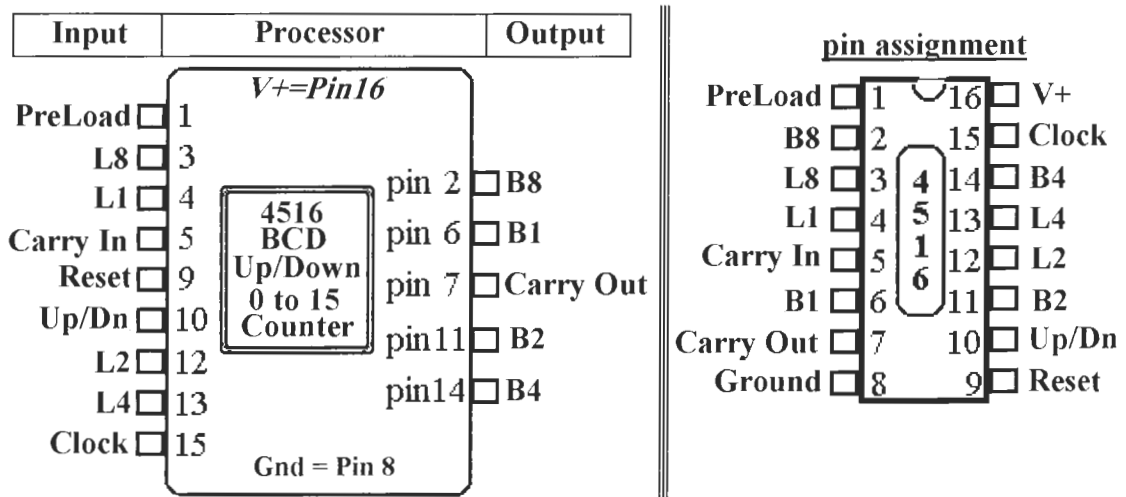 Input Processor Output
V+=Pin16
PreLoad 1
L8 3
L1 4
Carry In 5
Reset 9
Up/Dn 10
L2 12
L4 13
Clock 15
4516
BCD
Up/Down
0 to 15
Counter
pin 2 B8
pin 6 B1
pin 7 Carry Out
pin11 B2
pin14 B4
Gnd = Pin 8
pin assignment
PreLoad 1 16 V+
B8 2 15 Clock
L8 3 14 B4
L1 4 13 L4
Carry In 5 12 L2
B1 6 11 B2
Carry Out 7 10 Up/Dn
Ground 8 9 Reset
4
5
1
6